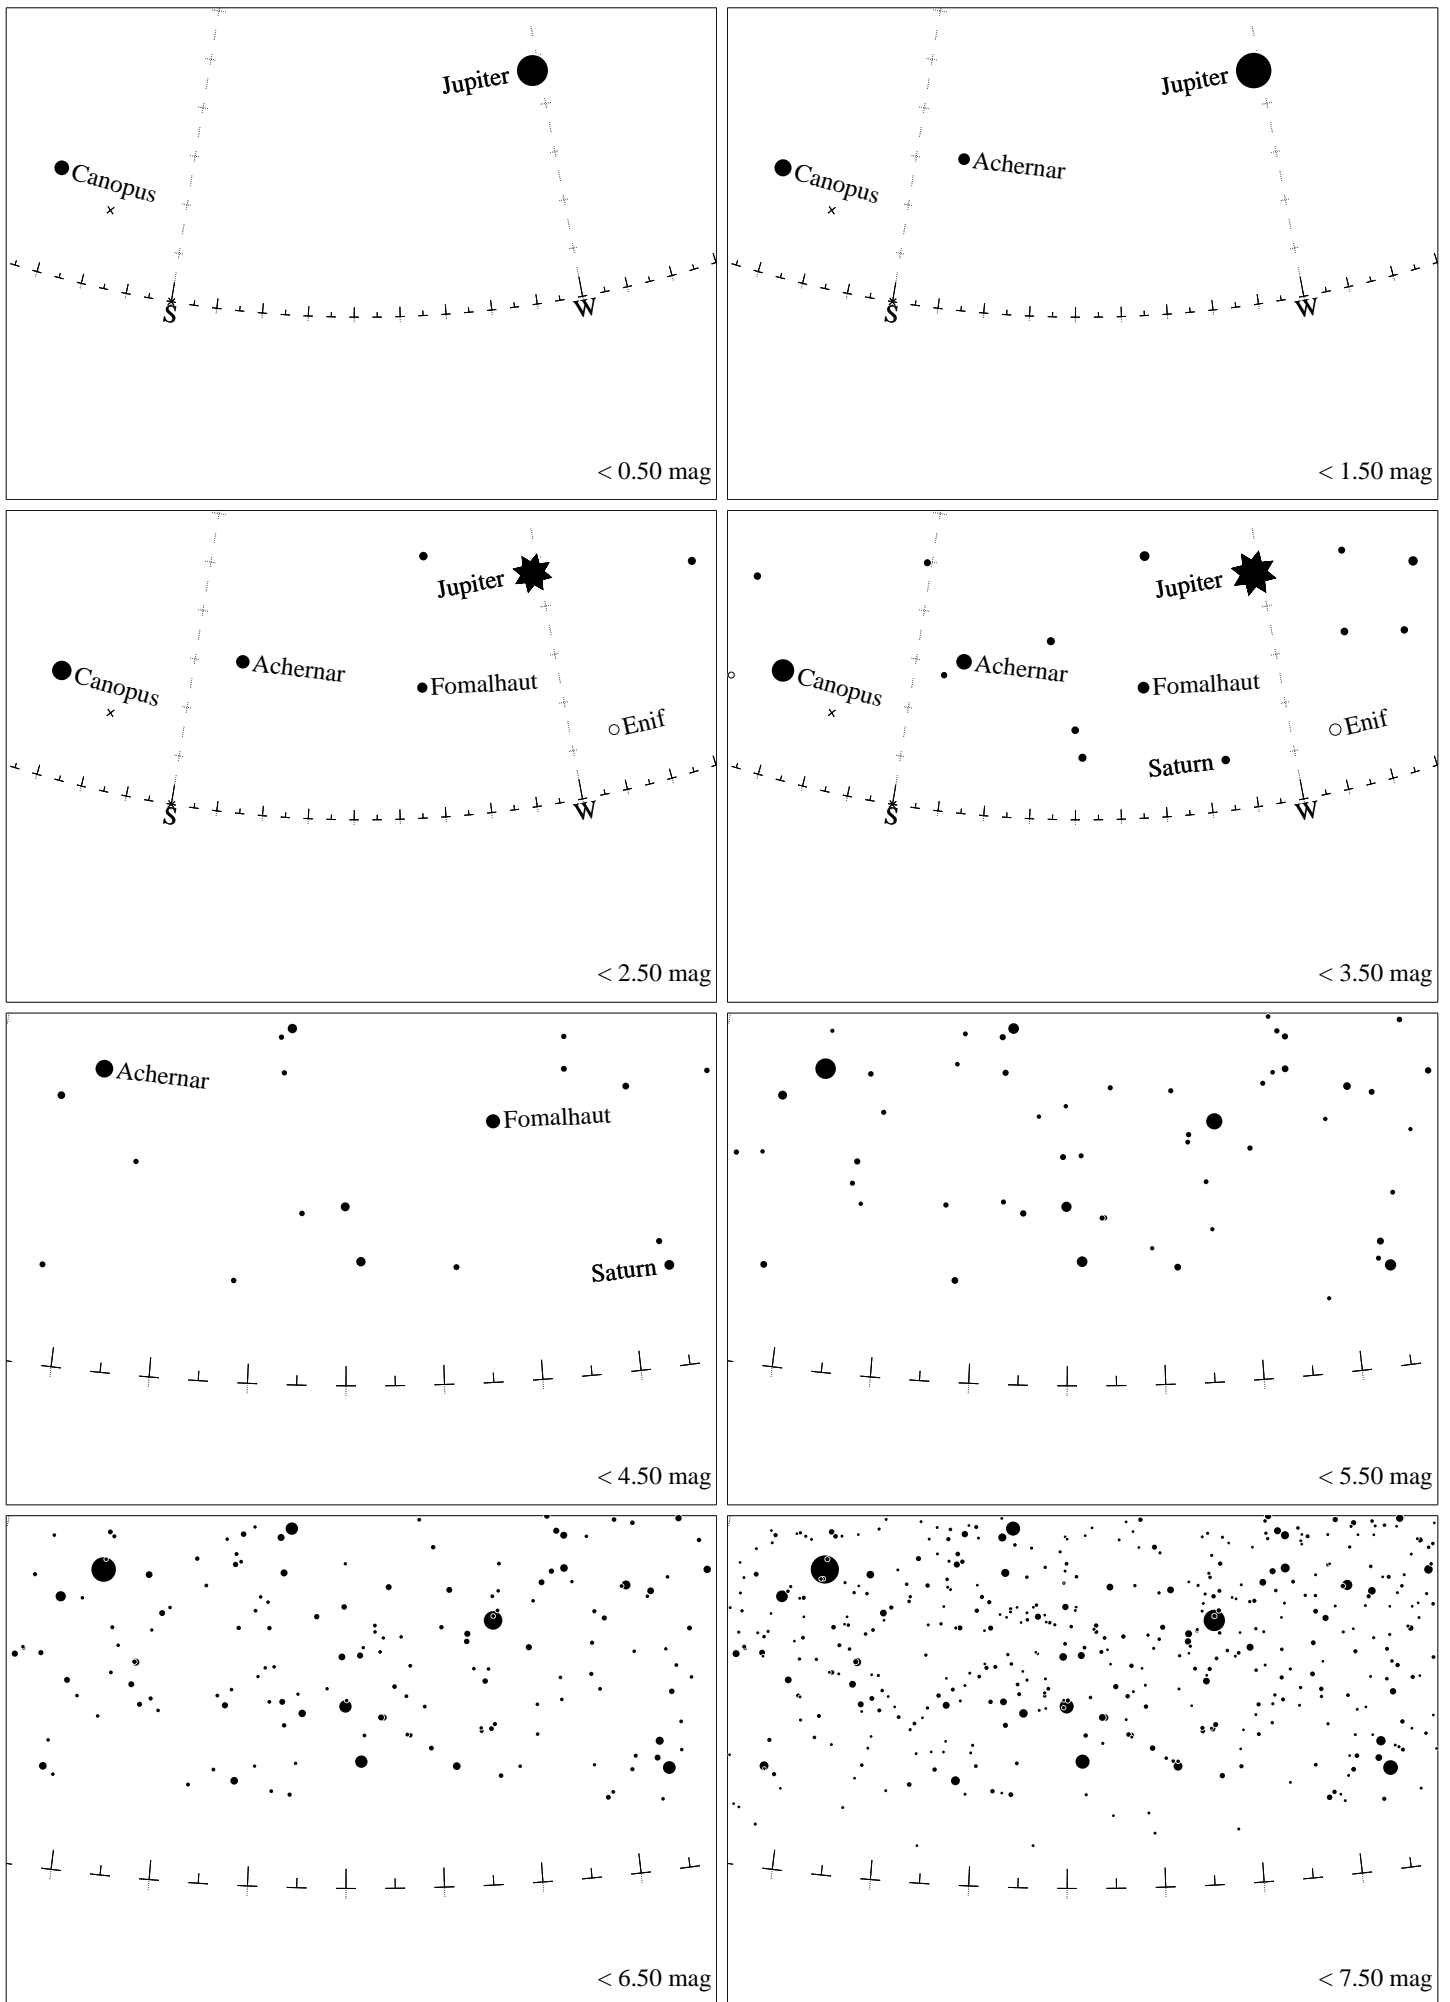 Jupiter
Canopus
S
W
< 0.50 mag
Jupiter
Achernar
Canopus
S
W
< 1.50 mag
Jupiter
Achernar
Canopus
Fomalhaut
Enif
S
W
< 2.50 mag
Jupiter
Achernar
Canopus
Fomalhaut
Enif
Saturn
S
W
< 3.50 mag
Achernar
Fomalhaut
Saturn
< 4.50 mag
< 5.50 mag
< 6.50 mag
< 7.50 mag